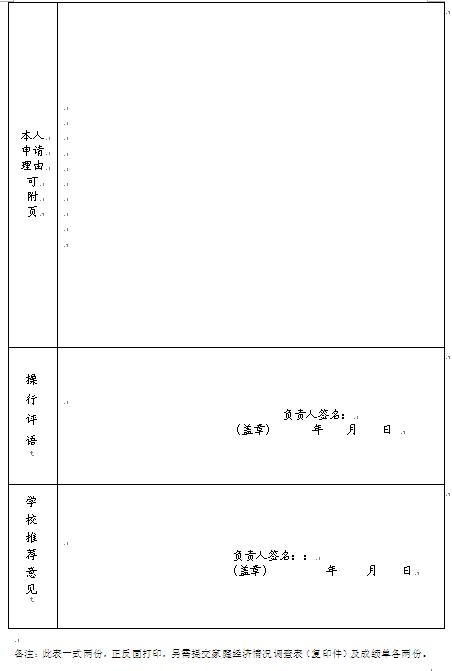 本人
申请
理由
可
附
页
操
行
评
语
负责人签名：
（盖章） 年 月 日
学
校
推
荐
意
见
负责人签名：：
（盖章） 年 月 日
备注：此表一式两份，正反面打印，另需提交家庭经济情况调查表（复印件）及成绩单各两份。